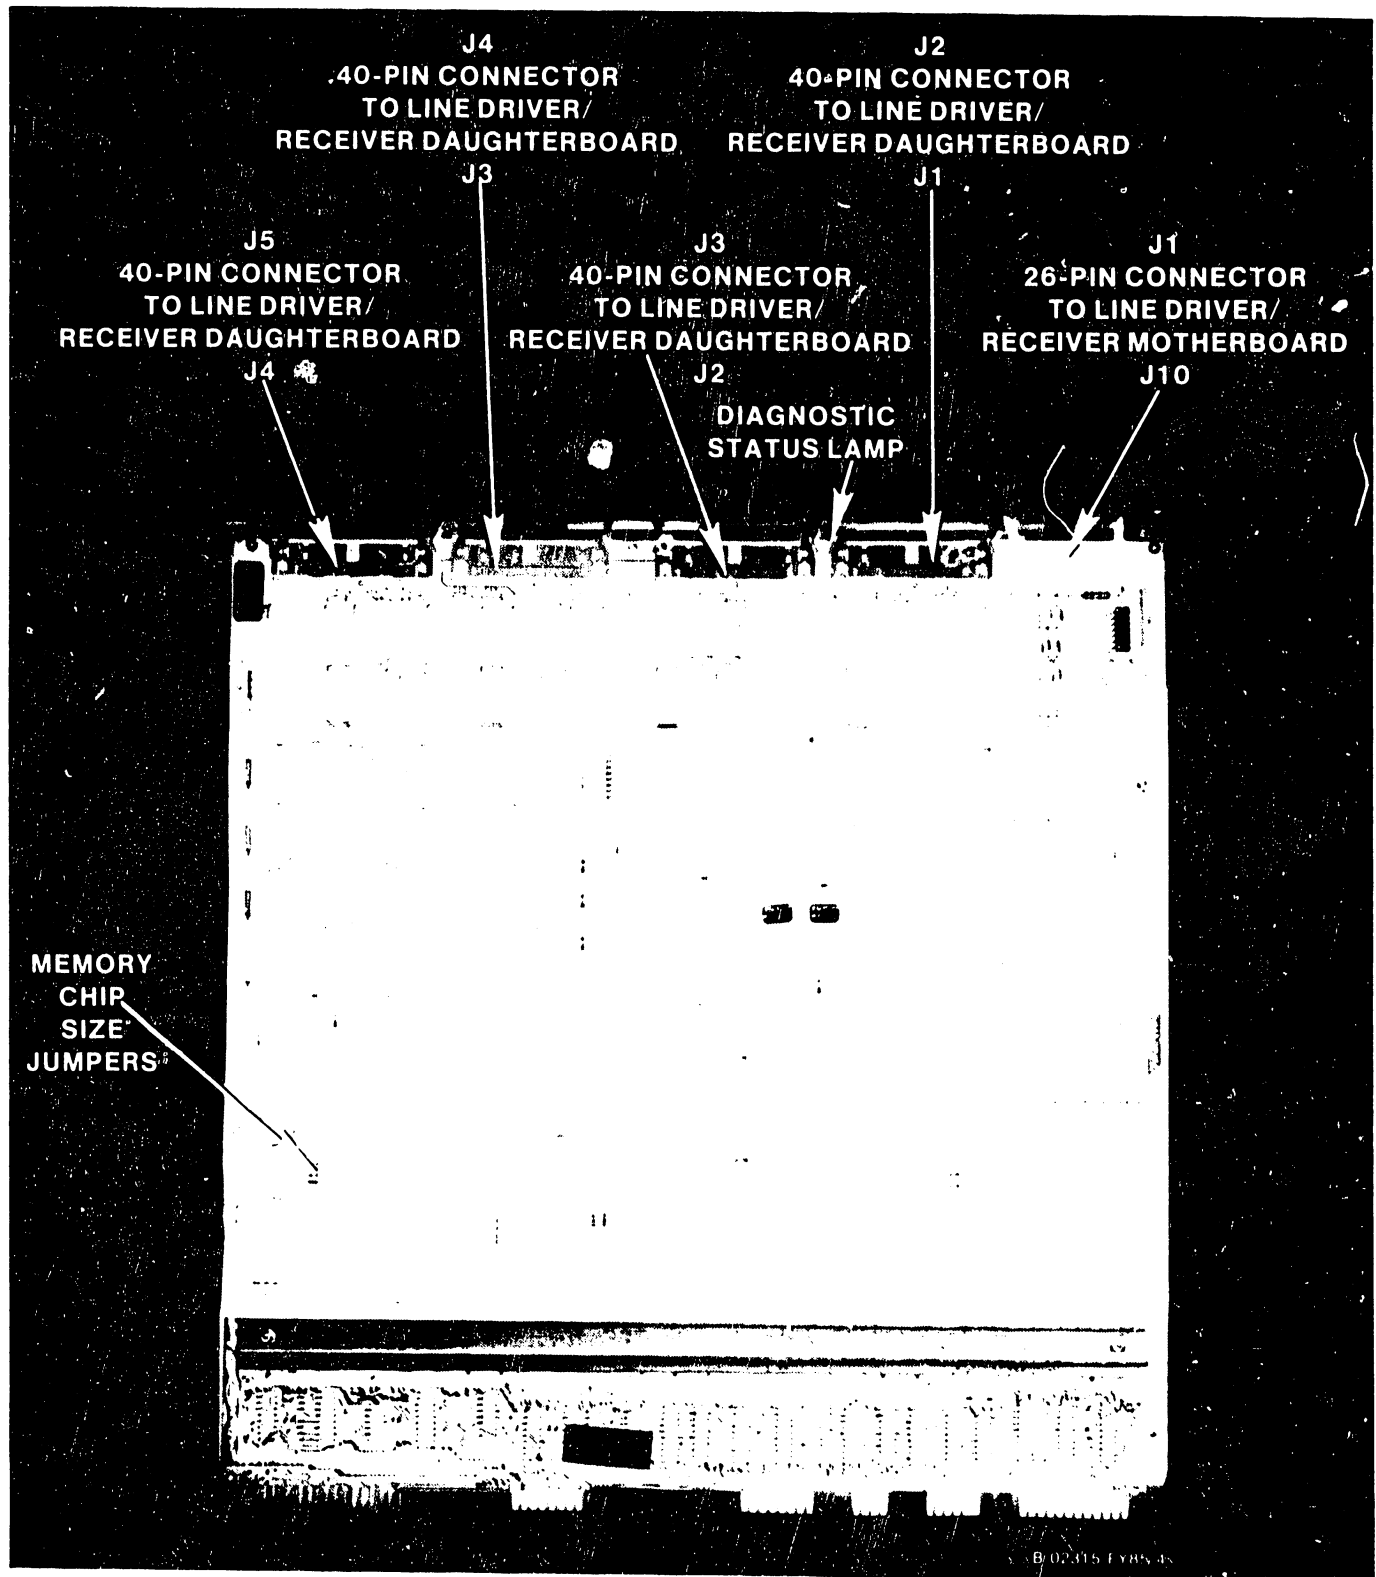 J4
40-PIN CONNECTOR
TO LINE DRIVER/
RECEIVER DAUGHTERBOARD
J3
J2
40-PIN CONNECTOR
TO LINE DRIVER/
RECEIVER DAUGHTERBOARD
J1
J5
40-PIN CONNECTOR
TO LINE DRIVER/
RECEIVER DAUGHTERBOARD
J4
J3
40-PIN CONNECTOR
TO LINE DRIVER/
RECEIVER DAUGHTERBOARD
J2
J1
26-PIN CONNECTOR
TO LINE DRIVER/
RECEIVER MOTHERBOARD
J10
DIAGNOSTIC
STATUS LAMP
MEMORY
CHIP
SIZE
JUMPERS
B 02315 FY85